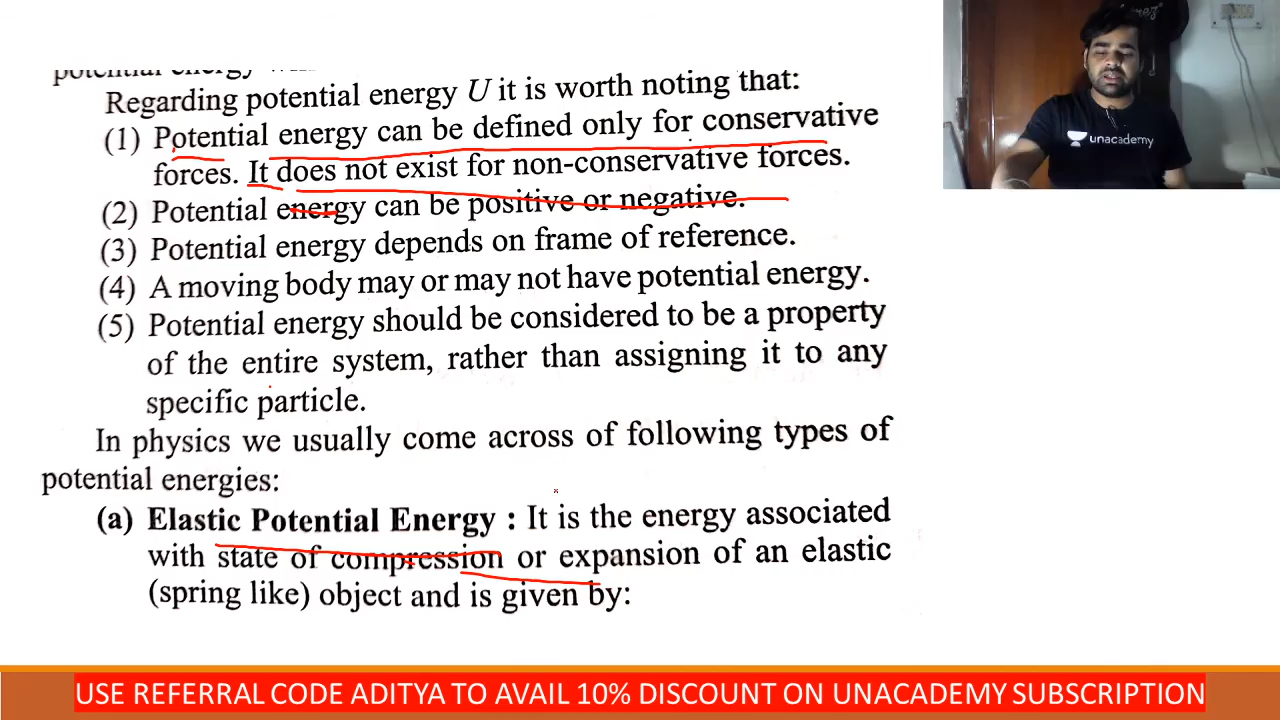 potential energy
Regarding potential energy U it is worth noting that:
(1) Potential energy can be defined only for conservative
forces. It does not exist for non-conservative forces.
(2) Potential energy can be positive or negative.
(3) Potential energy depends on frame of reference.
(4) A moving body may or may not have potential energy.
(5) Potential energy should be considered to be a property
of the entire system, rather than assigning it to any
specific particle.
In physics we usually come across of following types of
potential energies:
(a) Elastic Potential Energy : It is the energy associated
with state of compression or expansion of an elastic
(spring like) object and is given by:
unacademy
USE REFERRAL CODE ADITYA TO AVAIL 10% DISCOUNT ON UNACADEMY SUBSCRIPTION